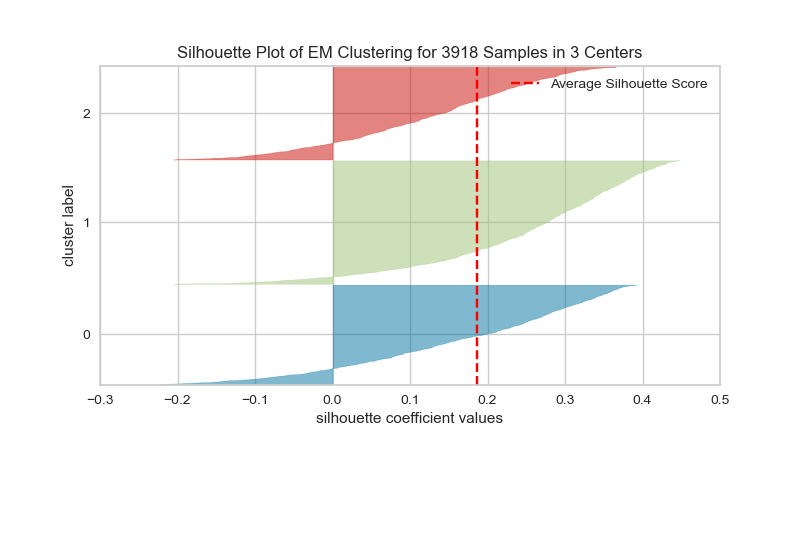 Silhouette Plot of EM Clustering for 3918 Samples in 3 Centers
Average Silhouette Score
cluster label
2
1
0
−0.3 −0.2 −0.1 0.0 0.1 0.2 0.3 0.4 0.5
silhouette coefficient values